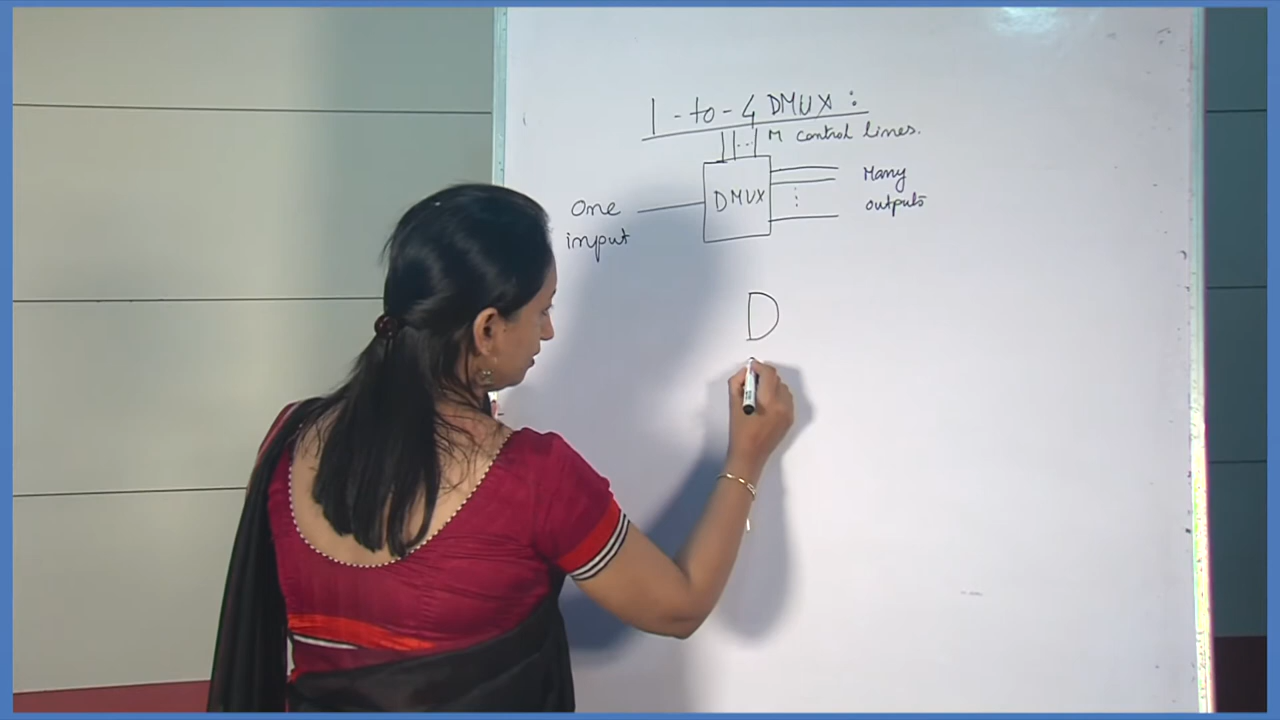 1-to-4 DMUX :
M control lines.
DMUX
Many
outputs
One
input
D